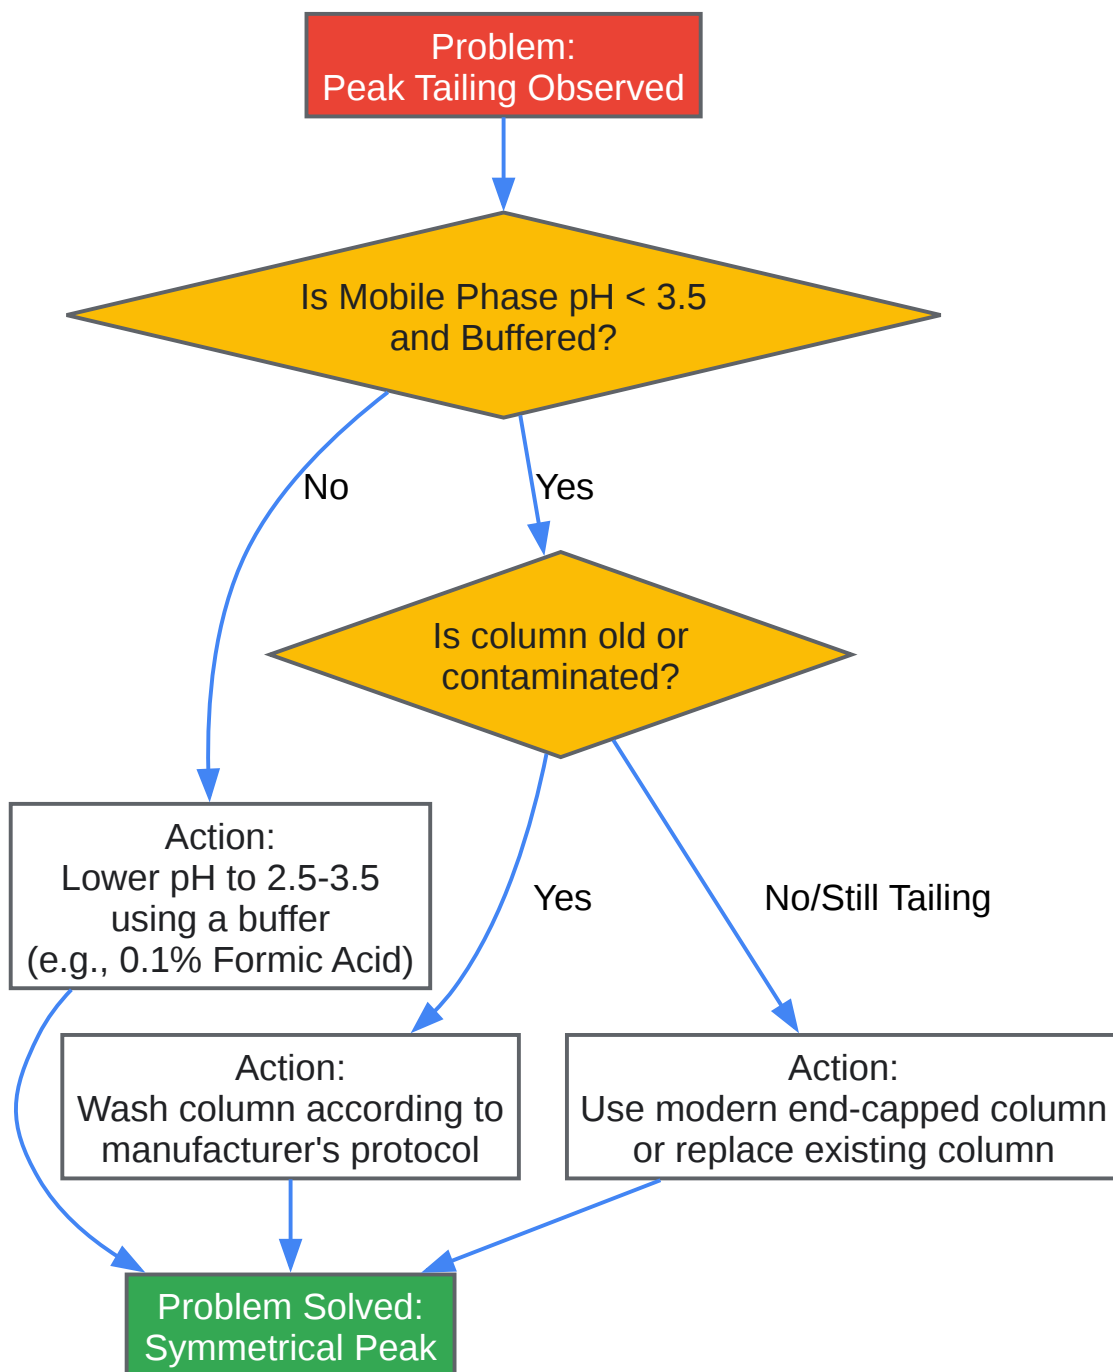 Problem:
Peak Tailing Observed
Is Mobile Phase pH < 3.5
and Buffered?
No
Yes
Is column old or
contaminated?
Action:
Lower pH to 2.5-3.5
using a buffer
(e.g., 0.1% Formic Acid)
Yes
No/Still Tailing
Action:
Wash column according to
manufacturer's protocol
Action:
Use modern end-capped column
or replace existing column
Problem Solved:
Symmetrical Peak